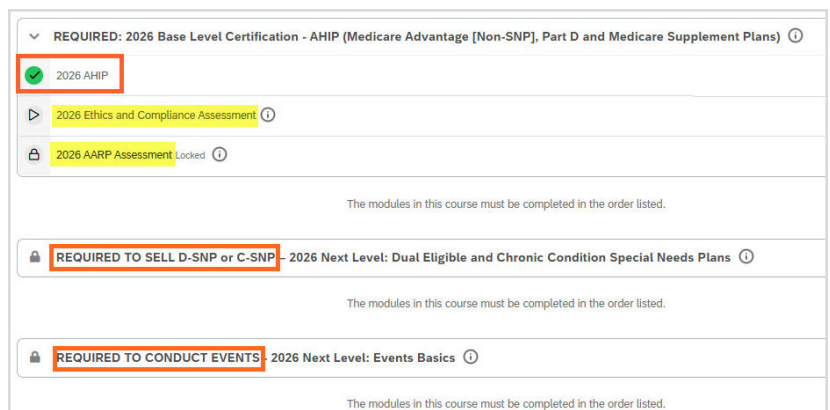 REQUIRED: 2026 Base Level Certification - AHIP (Medicare Advantage [Non-SNP], Part D and Medicare Supplement Plans)
2026 AHIP
2026 Ethics and Compliance Assessment
2026 AARP Assessment Locked
The modules in this course must be completed in the order listed.
REQUIRED TO SELL D-SNP or C-SNP – 2026 Next Level: Dual Eligible and Chronic Condition Special Needs Plans
The modules in this course must be completed in the order listed.
REQUIRED TO CONDUCT EVENTS - 2026 Next Level: Events Basics
The modules in this course must be completed in the order listed.